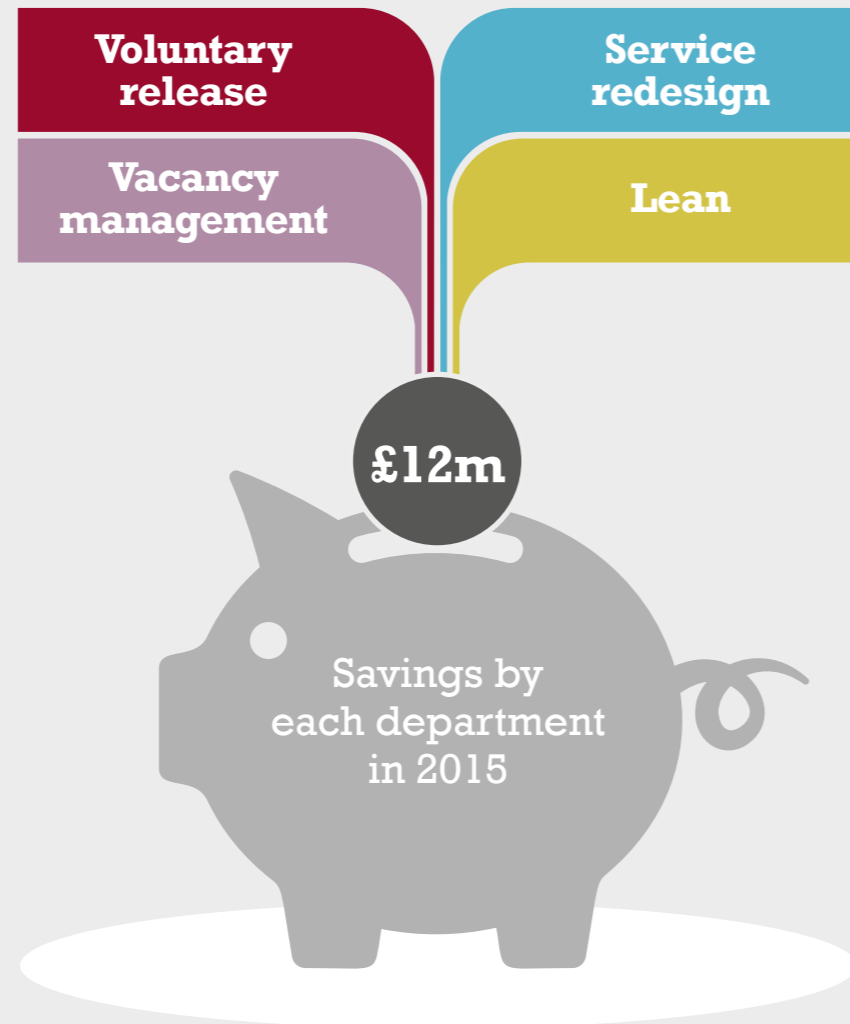 Voluntary
release
Service
redesign
Vacancy
management
Lean
£12m
Savings by
each department
in 2015